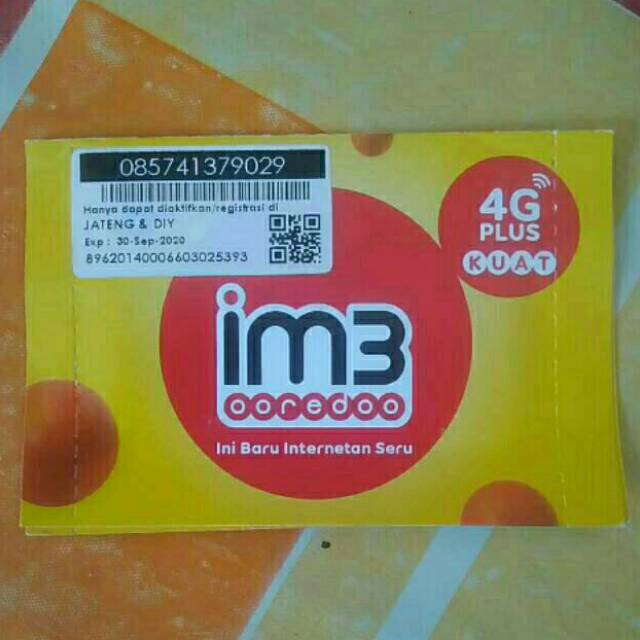 085741379029
Hanya dapat diaktifkan/registrasi di
JATENG & DIY
Exp : 30-Sep-2020
89620140006603025393
4G
PLUS
KUAT
im3
ooredoo
Ini Baru Internetan Seru